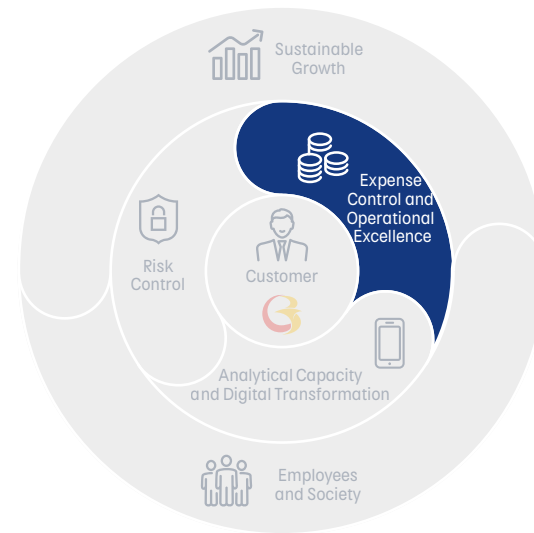 Sustainable
Growth
Expense
Control and
Operational
Excellence
Risk
Control
Customer
Analytical Capacity
and Digital Transformation
Employees
and Society